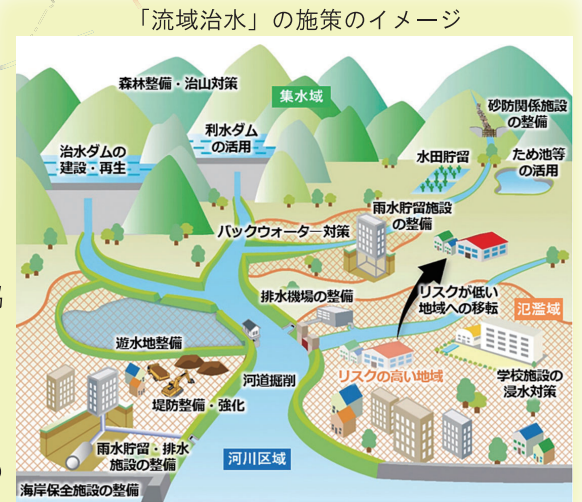 「流域治水」の施策のイメージ
森林整備・治山対策
集水域
砂防関係施設
の整備
治水ダムの
建設・再生
利水ダム
の活用
水田貯留
ため池等
の活用
雨水貯留施設
の整備
バックウォーター対策
排水機場の整備
リスクが低い
地域への移転
氾濫域
遊水地整備
河道掘削
リスクの高い地域
学校施設の
浸水対策
堤防整備・強化
雨水貯留・排水
施設の整備
河川区域
海岸保全施設の整備